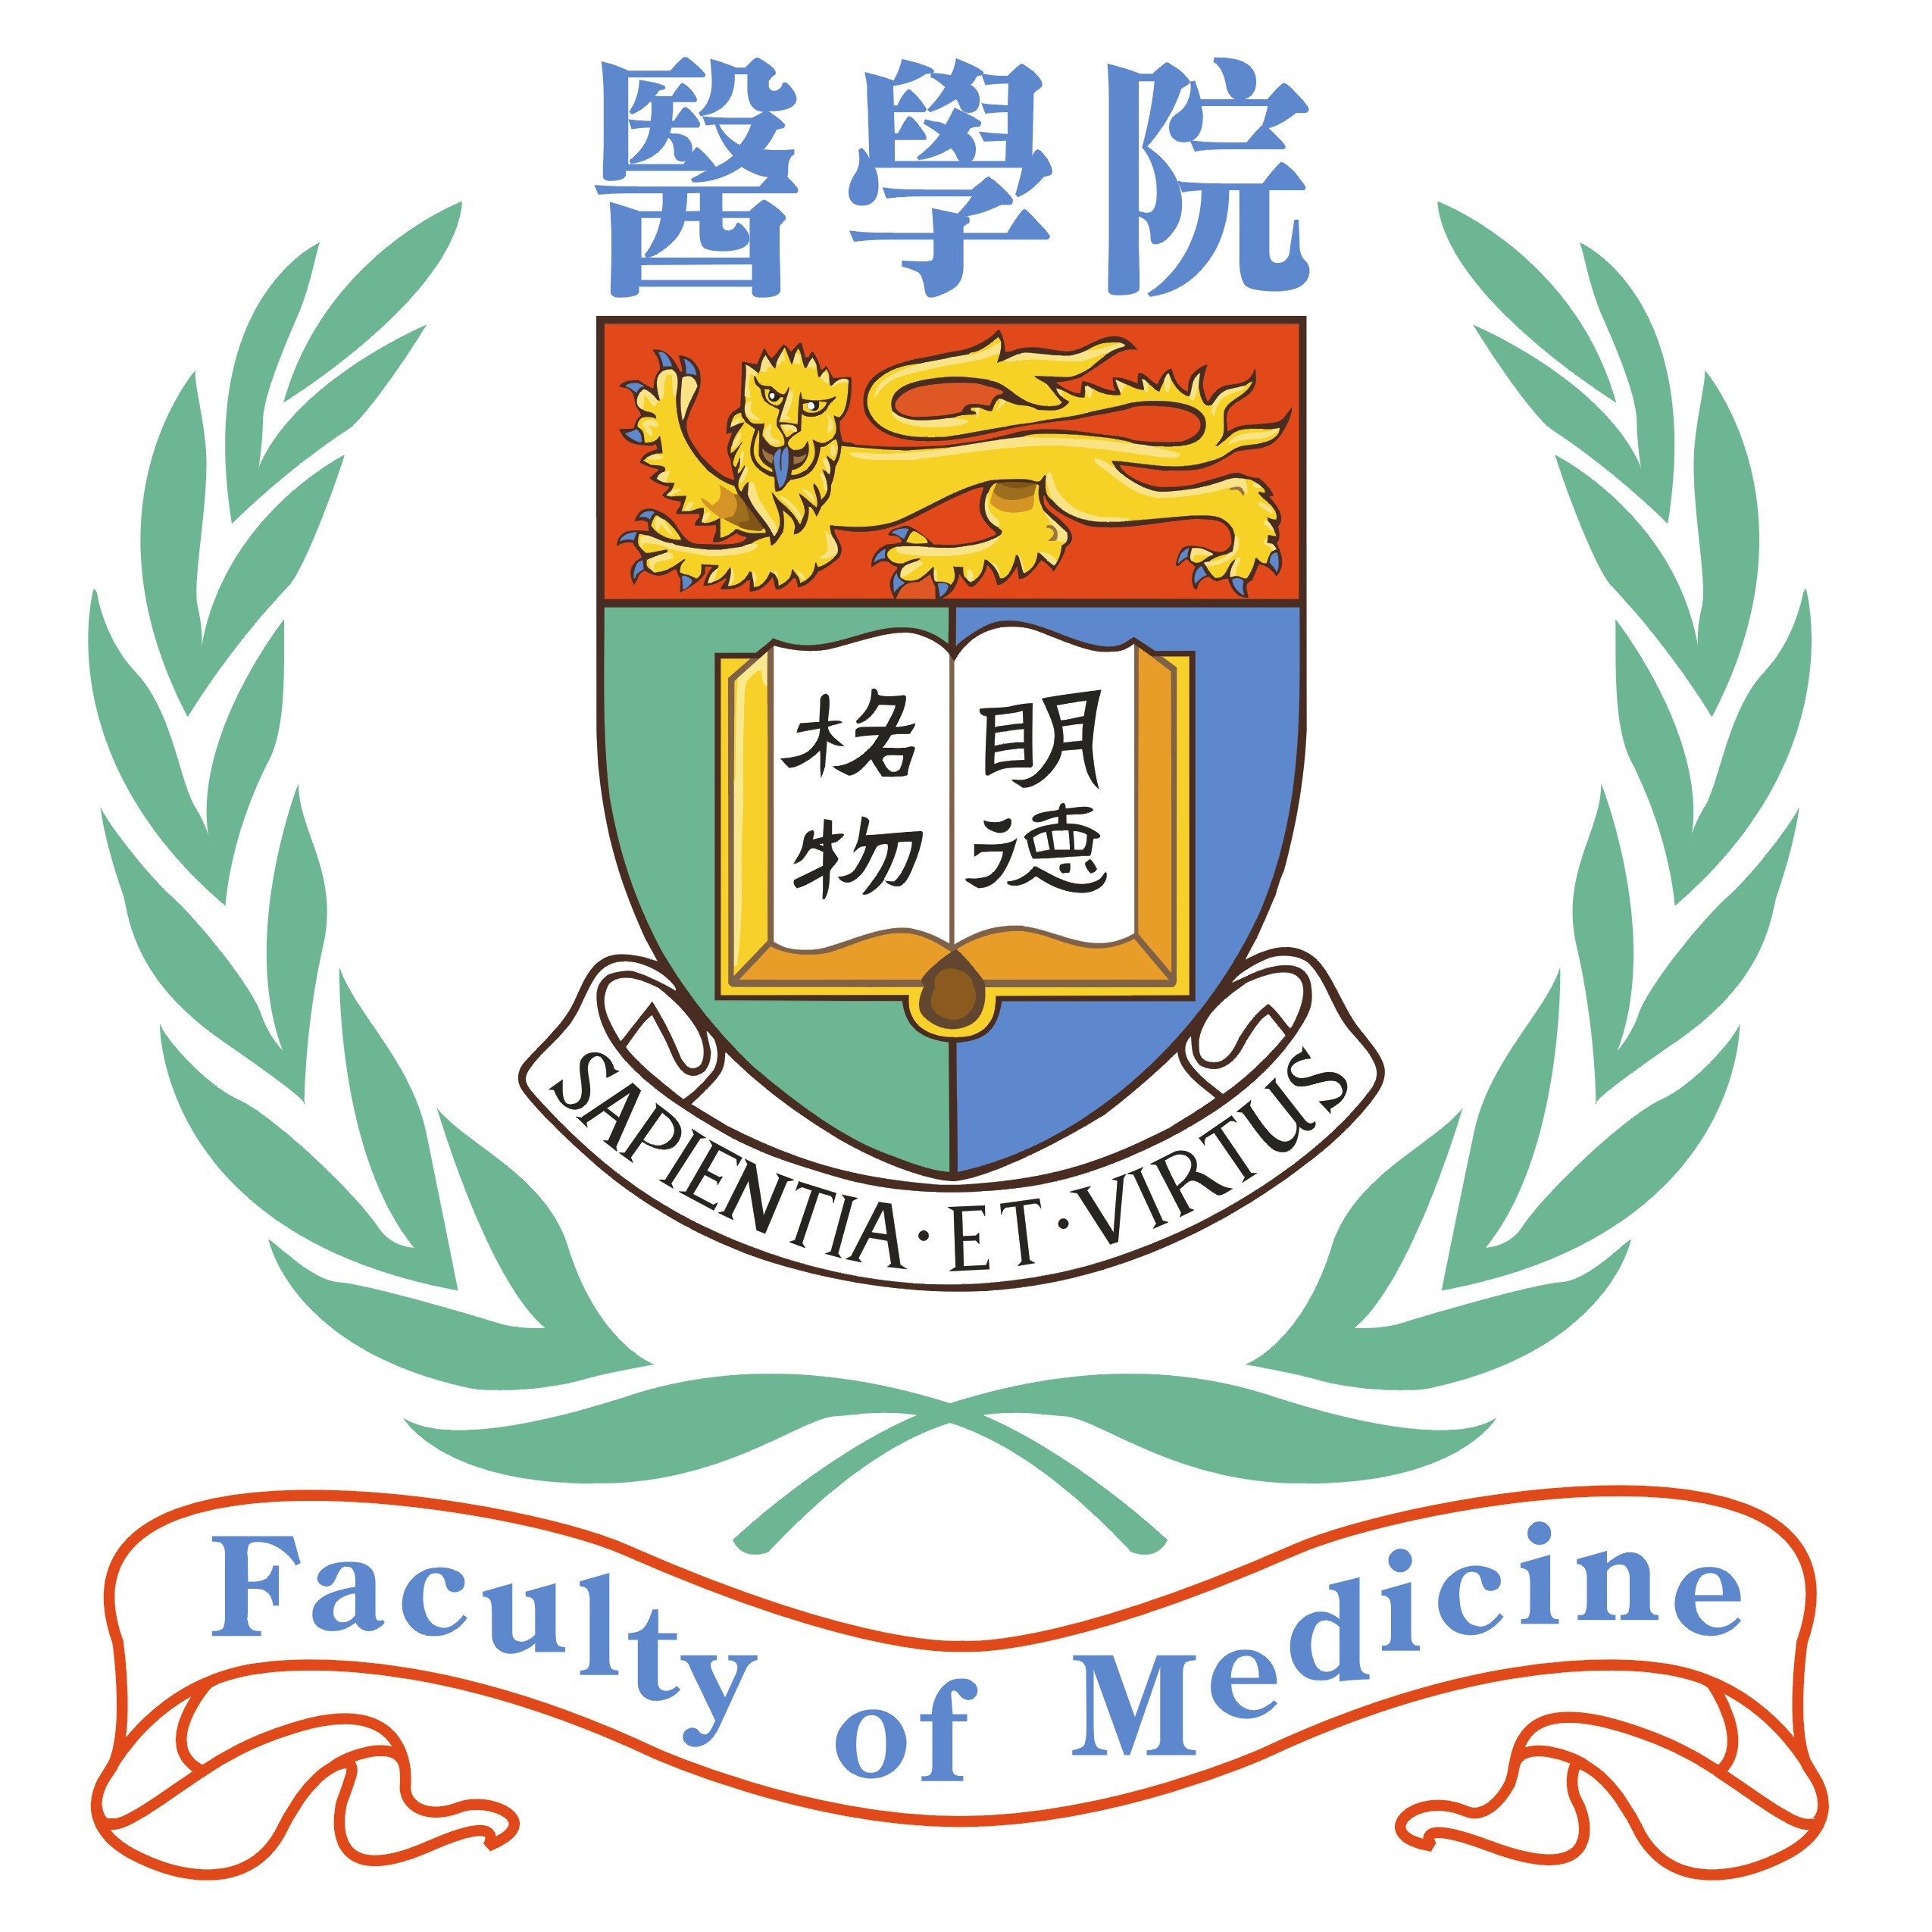 醫學院
明德
格物
SAPIENTIA · ET · VIRTUS
Faculty of Medicine